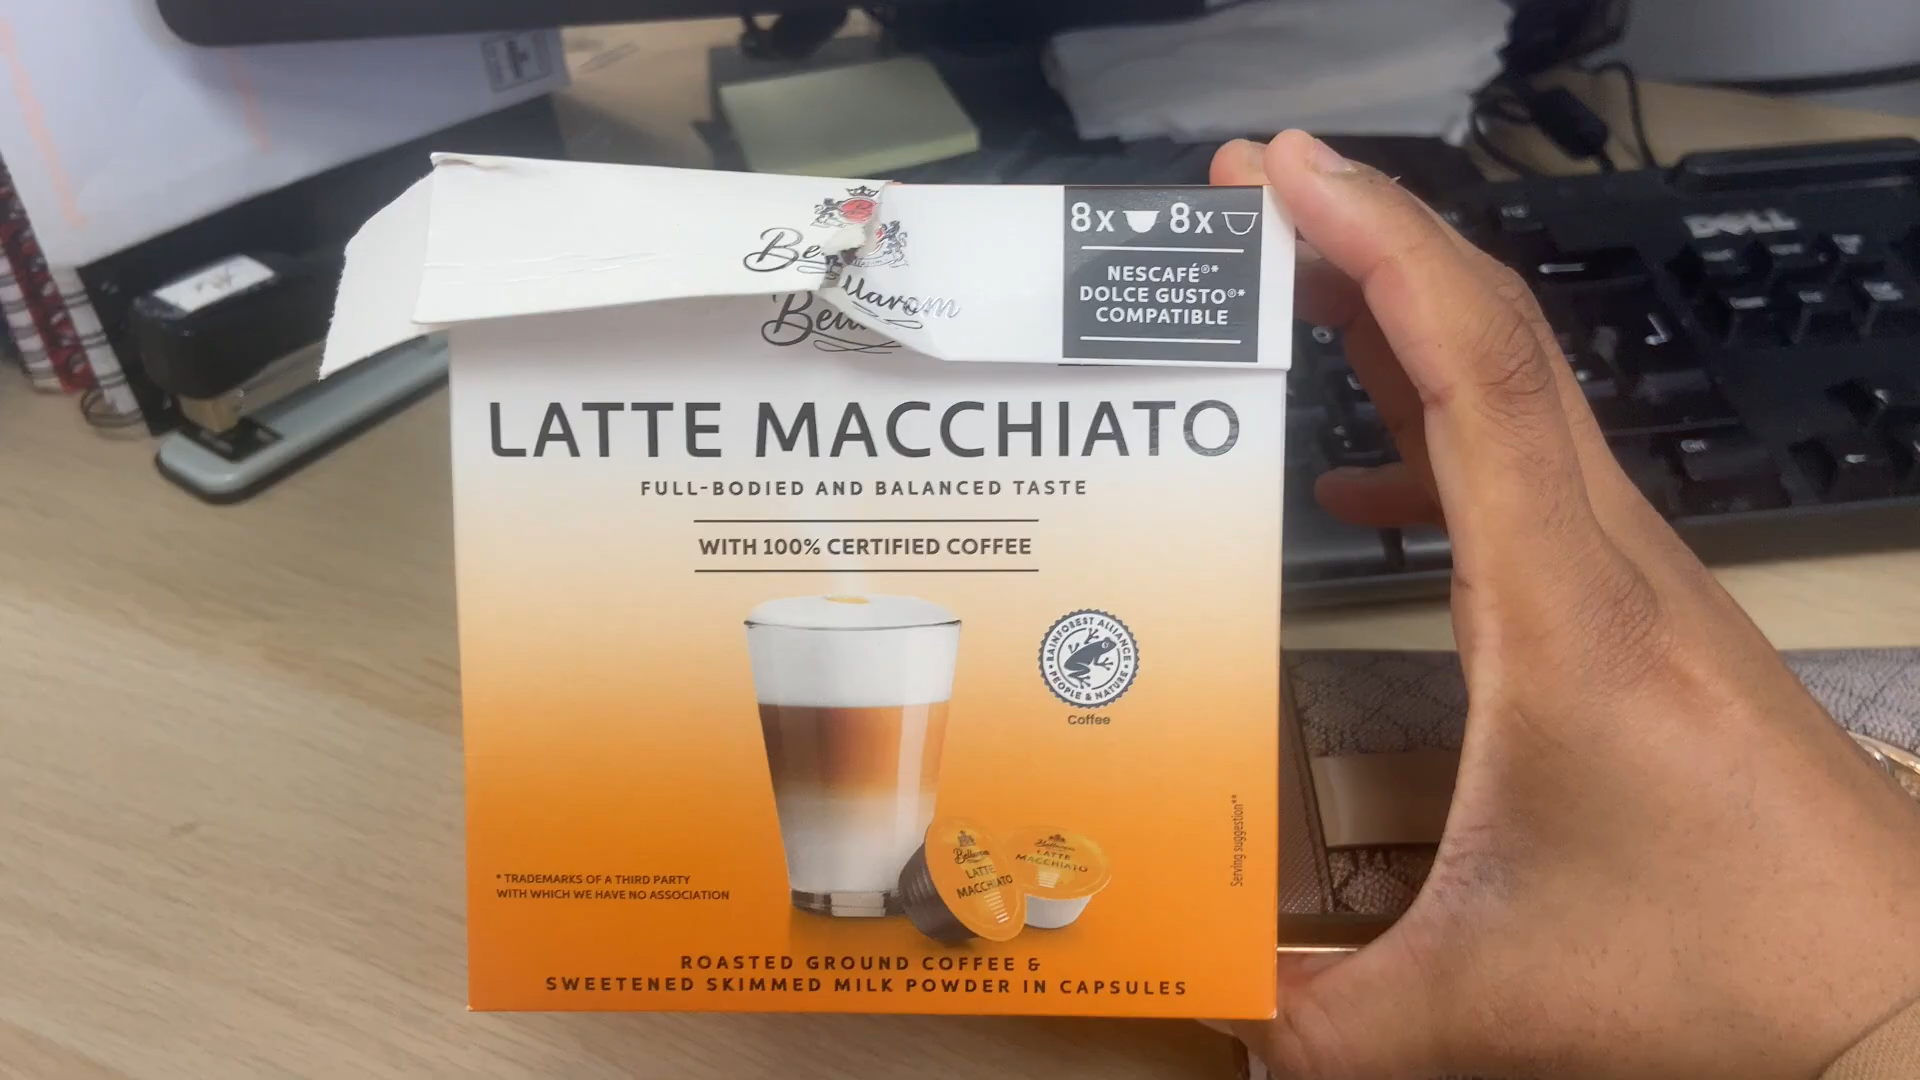 8x 8x
NESCAFÉ®*
DOLCE GUSTO®*
COMPATIBLE
LATTE MACCHIATO
FULL-BODIED AND BALANCED TASTE
WITH 100% CERTIFIED COFFEE
RAINFOREST ALLIANCE
PEOPLE & NATURE
Coffee
Serving suggestion**
Bellarom
LATTE
MACCHIATO
Bellarom
LATTE
MACCHIATO
* TRADEMARKS OF A THIRD PARTY
WITH WHICH WE HAVE NO ASSOCIATION
ROASTED GROUND COFFEE &
SWEETENED SKIMMED MILK POWDER IN CAPSULES
DELL